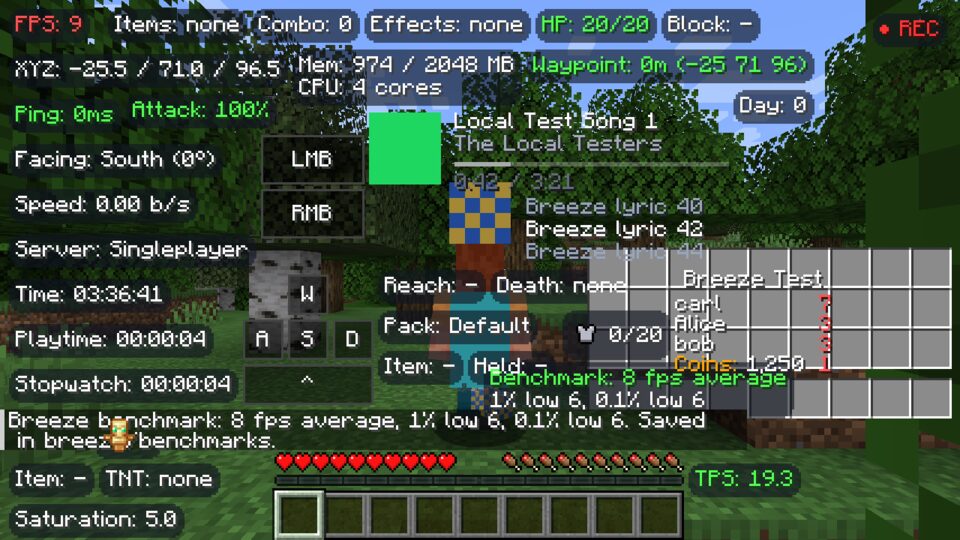 FPS: 9
Items: none
Combo: 0
Effects: none
HP: 20/20
Block: -
REC
XYZ: -25.5 / 71.0 / 96.5
Mem: 974 / 2048 MB
Waypoint: 0m (-25 71 96)
CPU: 4 cores
Day: 0
Ping: 0ms
Attack: 100%
Local Test Song 1
The Local Testers
0:42 / 3:21
Facing: South (0°)
LMB
Speed: 0.00 b/s
RMB
Breeze lyric 40
Breeze lyric 42
Breeze lyric 44
Server: Singleplayer
Breeze Test
Time: 03:36:41
W
Reach: -
Death: none
carl 7
Alice 3
bob 3
Coins: 1,250 1
Playtime: 00:00:04
A
S
D
Pack: Default
0/20
Stopwatch: 00:00:04
^
Item: -
Held: -
Benchmark: 8 fps average
1% low 6, 0.1% low 6
Breeze benchmark: 8 fps average, 1% low 6, 0.1% low 6. Saved
in breeze benchmarks.
Item: -
TNT: none
TPS: 19.3
Saturation: 5.0